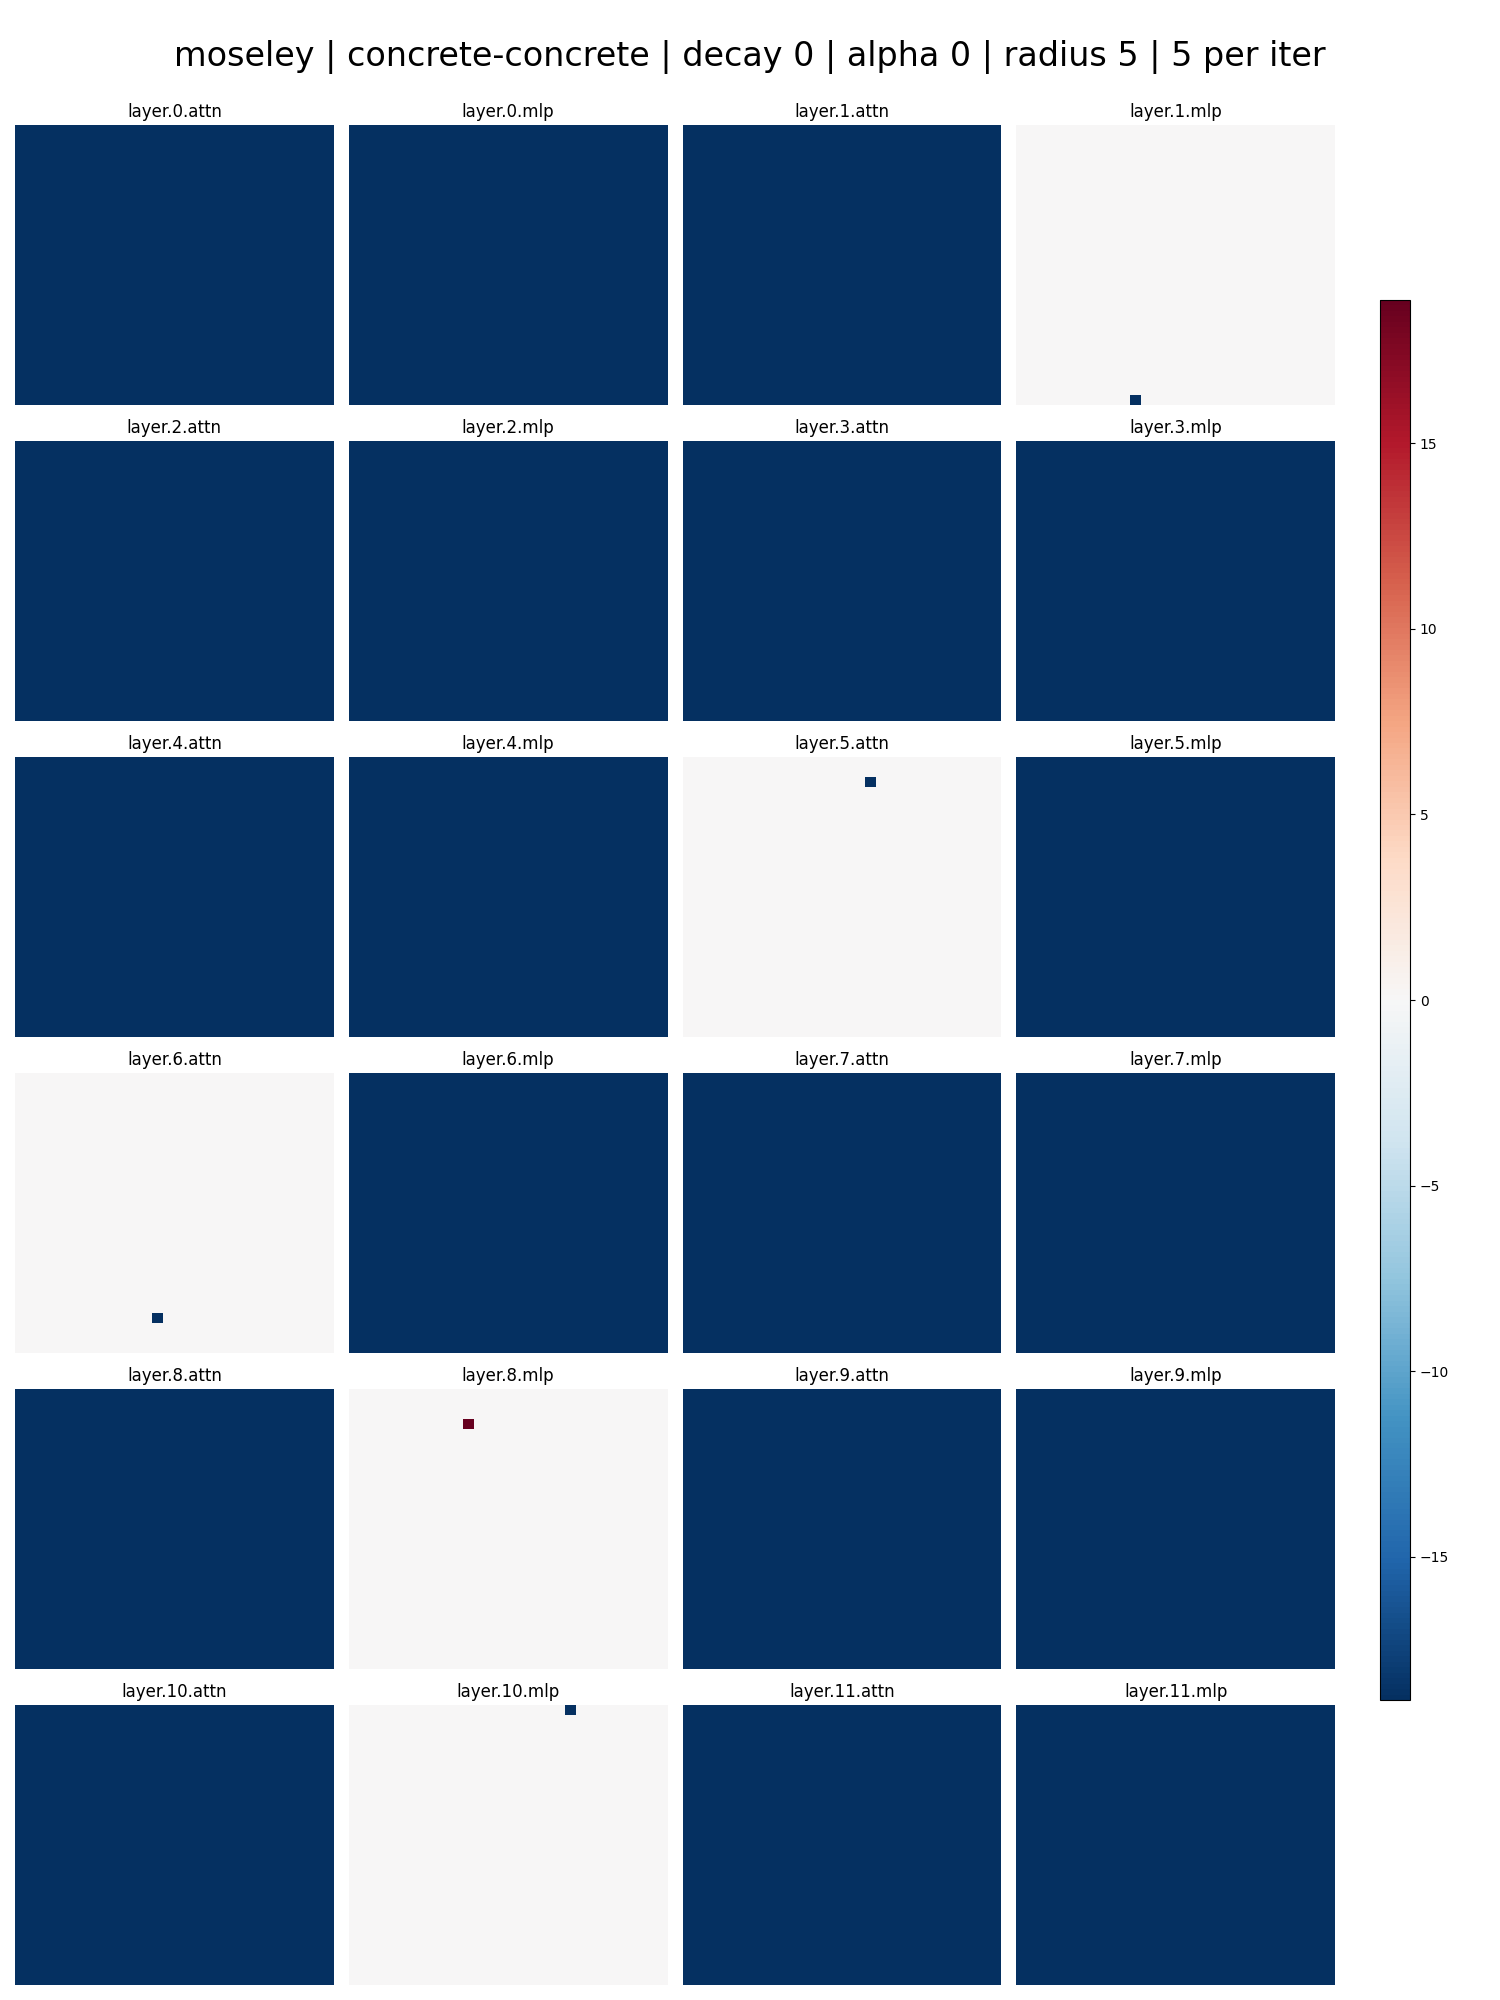 moseley | concrete-concrete | decay 0 | alpha 0 | radius 5 | 5 per iter
layer.0.attn
layer.0.mlp
layer.1.attn
layer.1.mlp
layer.2.attn
layer.2.mlp
layer.3.attn
layer.3.mlp
layer.4.attn
layer.4.mlp
layer.5.attn
layer.5.mlp
layer.6.attn
layer.6.mlp
layer.7.attn
layer.7.mlp
layer.8.attn
layer.8.mlp
layer.9.attn
layer.9.mlp
layer.10.attn
layer.10.mlp
layer.11.attn
layer.11.mlp
15
10
5
0
−5
−10
−15